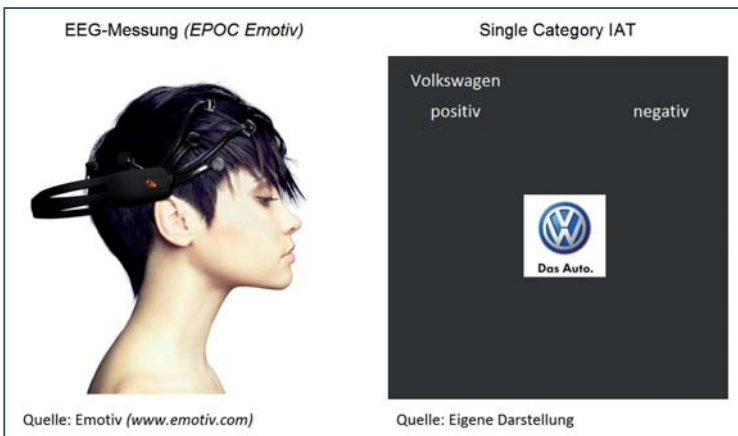 EEG-Messung (EPOC Emotiv)
Single Category IAT
Volkswagen
positiv
negativ
Das Auto.
Quelle: Emotiv (www.emotiv.com)
Quelle: Eigene Darstellung